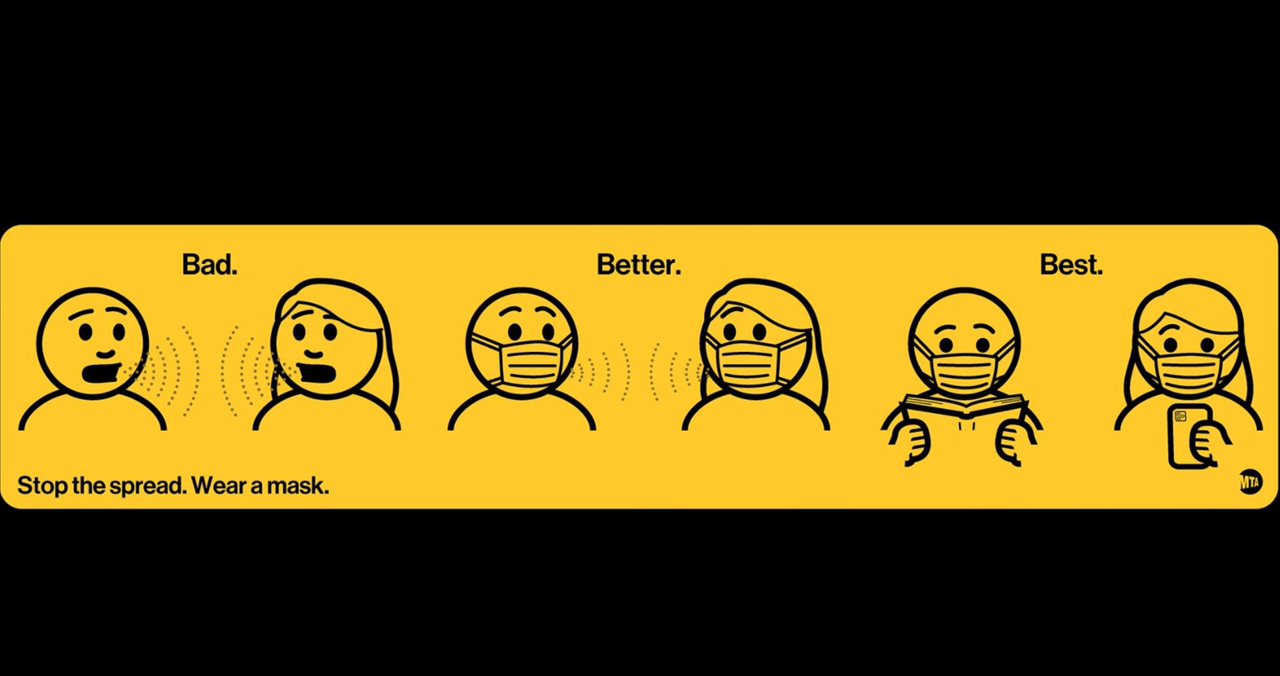 Bad.
Better.
Best.
Stop the spread. Wear a mask.
MTA